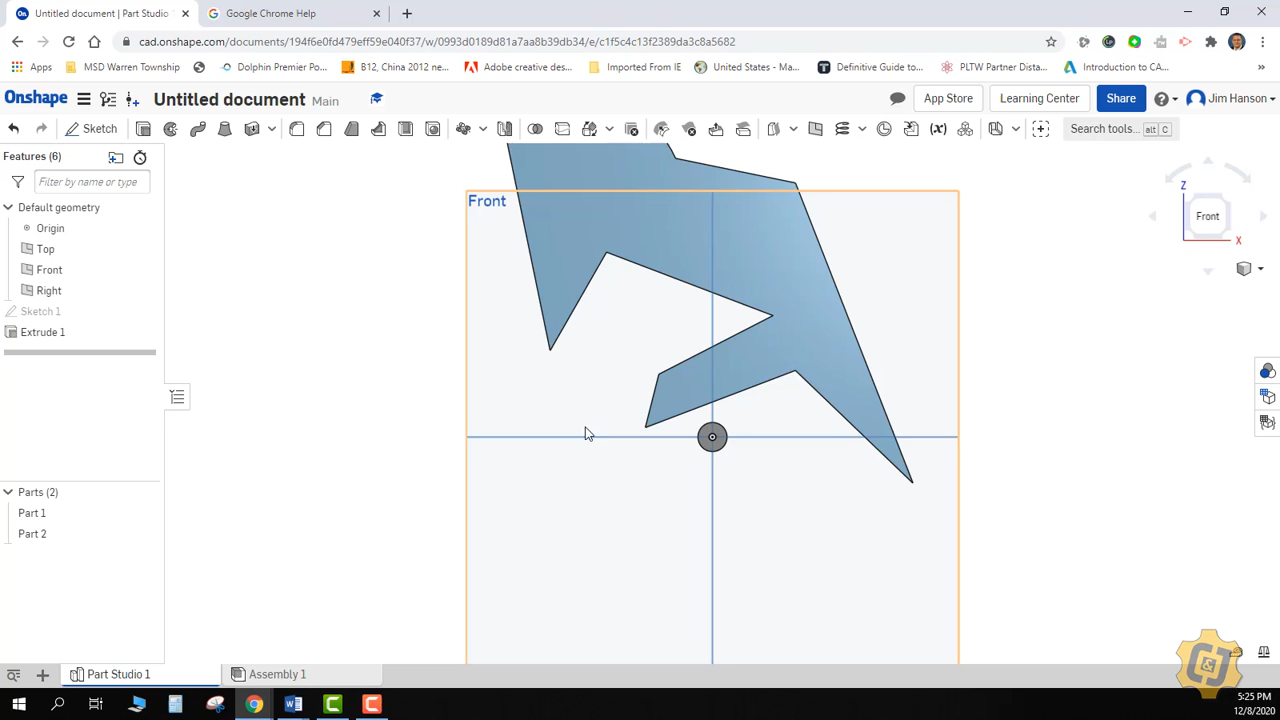 Untitled document | Part Studio
Google Chrome Help
cad.onshape.com/documents/194f6e0fd479eff59e040f37/w/0993d0189d81a7aa9b39db34/e/c1f5c4c13f2389da3c8a5682
Apps
MSD Warren Township
Dolphin Premier Po...
B12, China 2012 ne...
Adobe creative des...
Imported From IE
United States - Ma...
Definitive Guide to...
PLTW Partner Distan...
Introduction to CA...
Onshape
Untitled document Main
App Store
Learning Center
Share
Jim Hanson
Sketch
Search tools... alt C
Features (6)
Filter by name or type
Default geometry
Origin
Top
Front
Right
Sketch 1
Extrude 1
Parts (2)
Part 1
Part 2
Front
Z
Front
X
Part Studio 1
Assembly 1
5:25 PM
12/8/2020